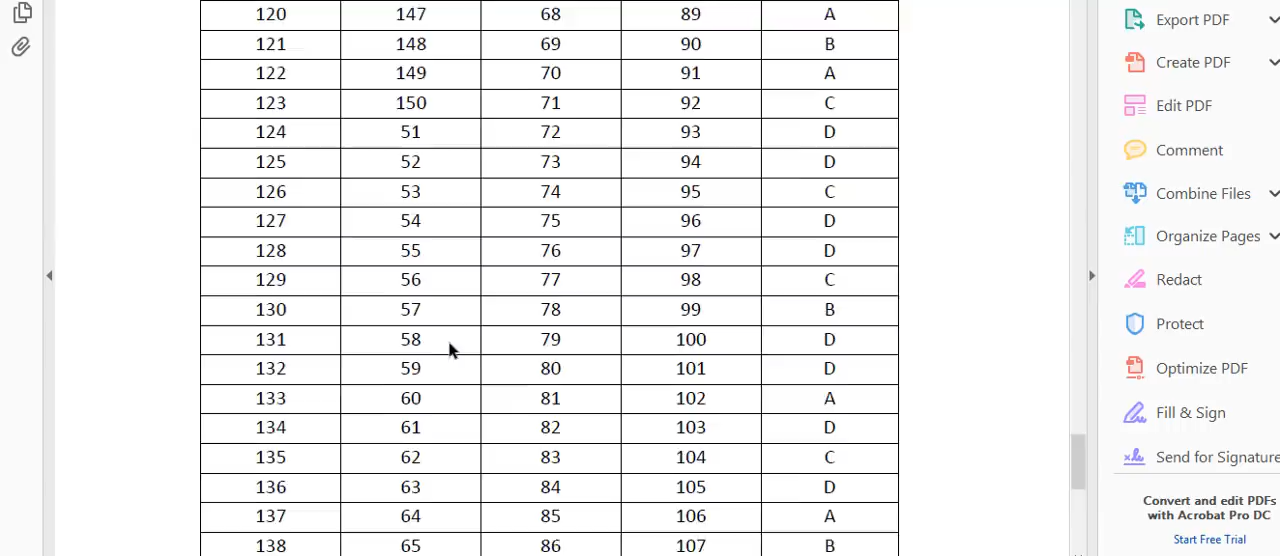 120 147 68 89 A
121 148 69 90 B
122 149 70 91 A
123 150 71 92 C
124 51 72 93 D
125 52 73 94 D
126 53 74 95 C
127 54 75 96 D
128 55 76 97 D
129 56 77 98 C
130 57 78 99 B
131 58 79 100 D
132 59 80 101 D
133 60 81 102 A
134 61 82 103 D
135 62 83 104 C
136 63 84 105 D
137 64 85 106 A
138 65 86 107 B
Export PDF
Create PDF
Edit PDF
Comment
Combine Files
Organize Pages
Redact
Protect
Optimize PDF
Fill & Sign
Send for Signature
Convert and edit PDFs
with Acrobat Pro DC
Start Free Trial